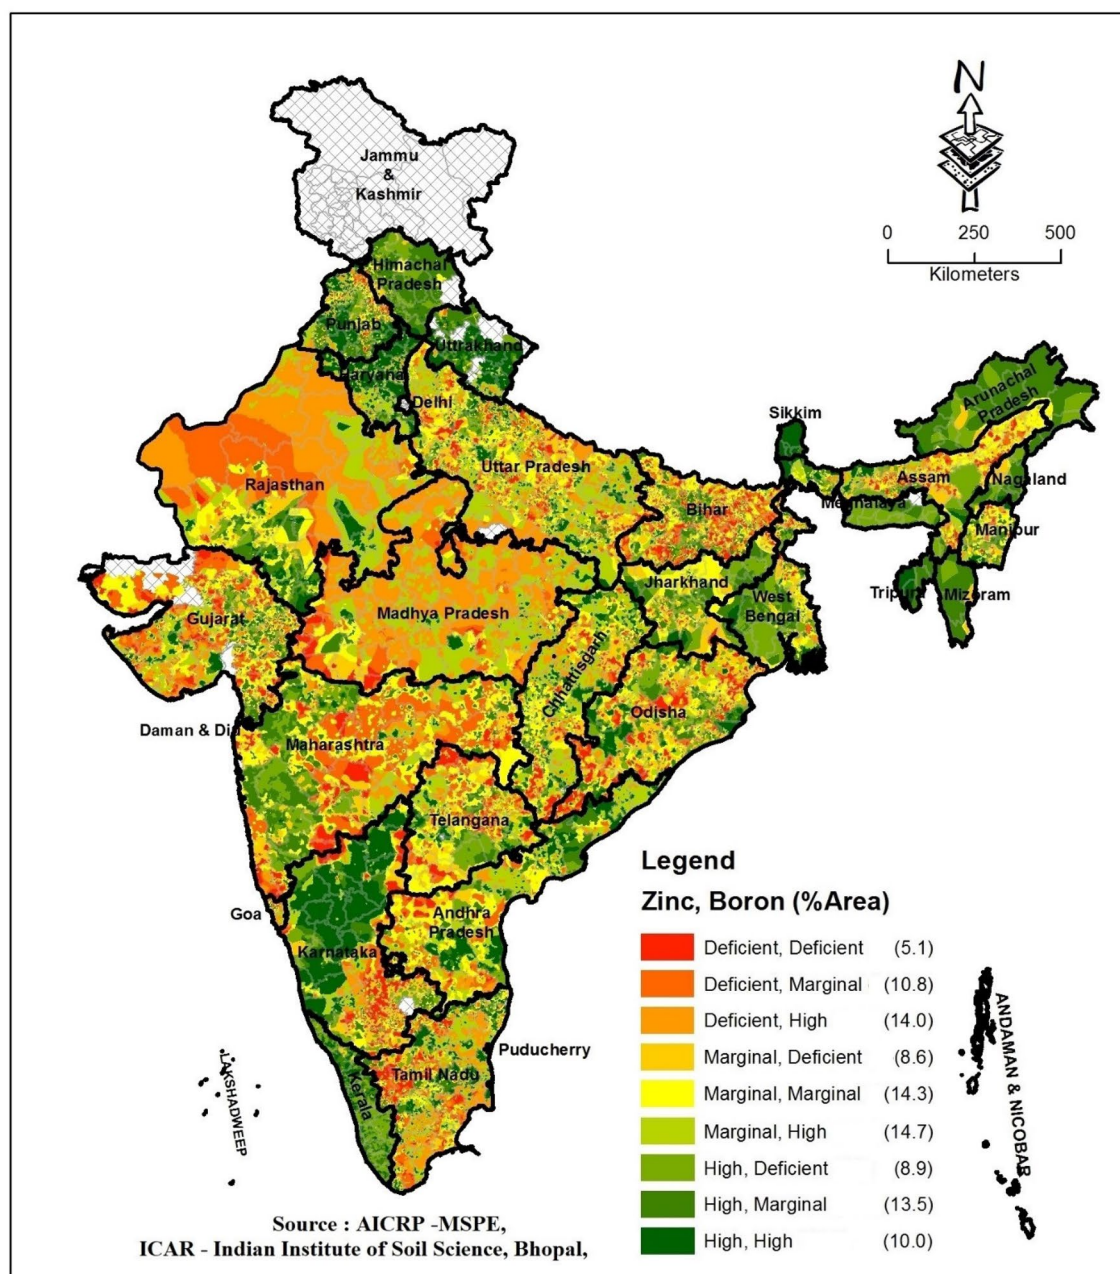 N
0 250 500
Kilometers
Jammu
&
Kashmir
Himachal
Pradesh
Punjab
Uttrakhand
Haryana
Delhi
Sikkim
Arunachal
Pradesh
Rajasthan
Uttar Pradesh
Assam
Nagaland
Meghalaya
Bihar
Manipur
Jharkhand
Tripura
Mizoram
West
Bengal
Gujarat
Madhya Pradesh
Chhattisgarh
Odisha
Daman & Diu
Maharashtra
Telangana
Goa
Andhra
Pradesh
Karnataka
Puducherry
Tamil Nadu
Kerala
LAKSHADWEEP
ANDAMAN & NICOBAR
Legend
Zinc, Boron (%Area)
Deficient, Deficient (5.1)
Deficient, Marginal (10.8)
Deficient, High (14.0)
Marginal, Deficient (8.6)
Marginal, Marginal (14.3)
Marginal, High (14.7)
High, Deficient (8.9)
High, Marginal (13.5)
High, High (10.0)
Source : AICRP -MSPE,
ICAR - Indian Institute of Soil Science, Bhopal,